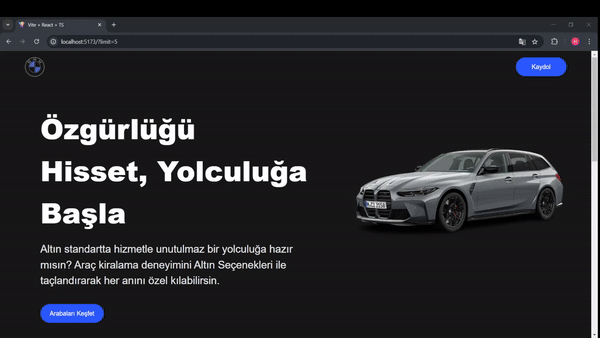 Vite + React + TS
localhost:5173/?limit=5
H
Kaydol
Özgürlüğü
Hisset, Yolculuğa
Başla
Altın standartta hizmetle unutulmaz bir yolculuğa hazır
mısın? Araç kiralama deneyimini Altın Seçenekleri ile
taçlandırarak her anını özel kılabilirsin.
Arabaları Keşfet